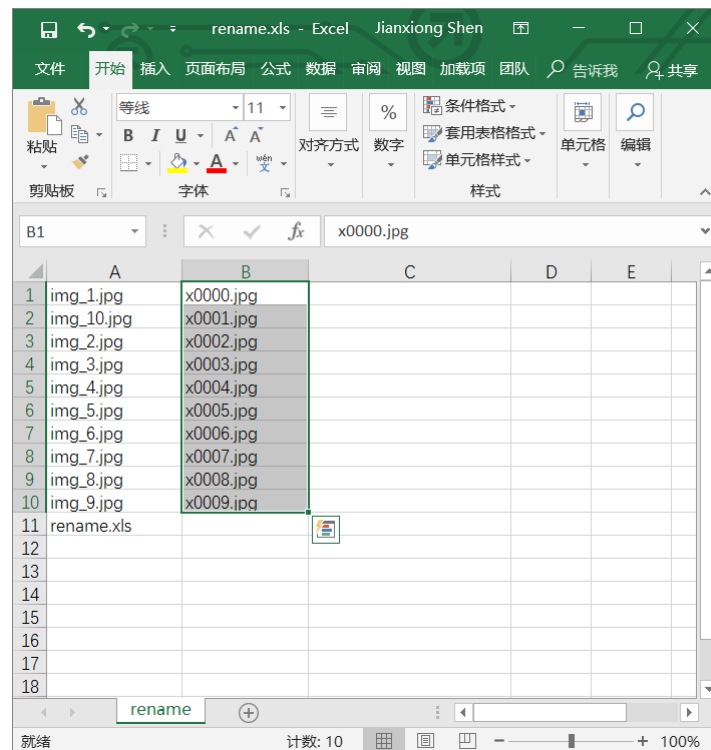 rename.xls - Excel Jianxiong Shen
文件 开始 插入 页面布局 公式 数据 审阅 视图 加载项 团队 告诉我 共享
粘贴
等线 11
B I U A A
A wén 文
对齐方式
% 数字
条件格式
套用表格格式
单元格样式
单元格
编辑
剪贴板 字体 样式
B1 fx x0000.jpg
A B C D E
1 img_1.jpg x0000.jpg
2 img_10.jpg x0001.jpg
3 img_2.jpg x0002.jpg
4 img_3.jpg x0003.jpg
5 img_4.jpg x0004.jpg
6 img_5.jpg x0005.jpg
7 img_6.jpg x0006.jpg
8 img_7.jpg x0007.jpg
9 img_8.jpg x0008.jpg
10 img_9.jpg x0009.jpg
11 rename.xls
12
13
14
15
16
17
18
rename
就绪 计数: 10 100%